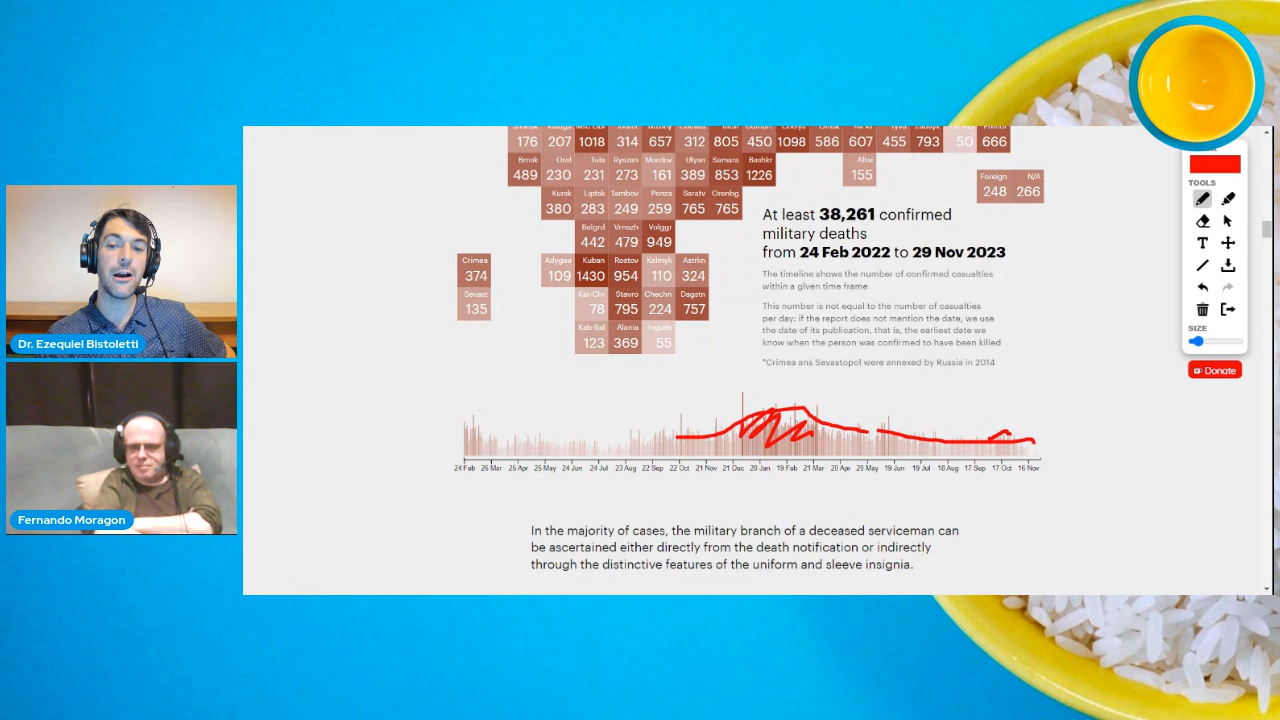 176 207 1018 314 657 312 805 450 1098 586 607 455 793 50 666
Brnsk Orel Tula Ryazan Mordov Ulyan Samara Bashkr Altai
489 230 231 273 161 389 853 1226 155
Foreign N/A
248 266
Kursk Liptsk Tambov Penza Saratv Orenbg
380 283 249 259 765 765
Belgrd Vrnezh Volggr
442 479 949
Crimea Adygea Kuban Rostov Kalmyk Astrkn
374 109 1430 954 110 324
Sevast Kar-Chr Stavro Chechn Dagstn
135 78 795 224 757
Kab-Bal Alania Ingush
123 369 55
At least 38,261 confirmed
military deaths
from 24 Feb 2022 to 29 Nov 2023
The timeline shows the number of confirmed casualties
within a given time frame
This number is not equal to the number of casualties
per day: if the report does not mention the date, we use
the date of its publication, that is, the earliest date we
know when the person was confirmed to have been killed
*Crimea ans Sevastopol were annexed by Russia in 2014
24 Feb 26 Mar 25 Apr 25 May 24 Jun 24 Jul 23 Aug 22 Sep 22 Oct 21 Nov 21 Dec 20 Jan 19 Feb 21 Mar 20 Apr 20 May 19 Jun 19 Jul 18 Aug 17 Sep 17 Oct 16 Nov
In the majority of cases, the military branch of a deceased serviceman can
be ascertained either directly from the death notification or indirectly
through the distinctive features of the uniform and sleeve insignia.
Dr. Ezequiel Bistoletti
Fernando Moragon
TOOLS
T
SIZE
Donate